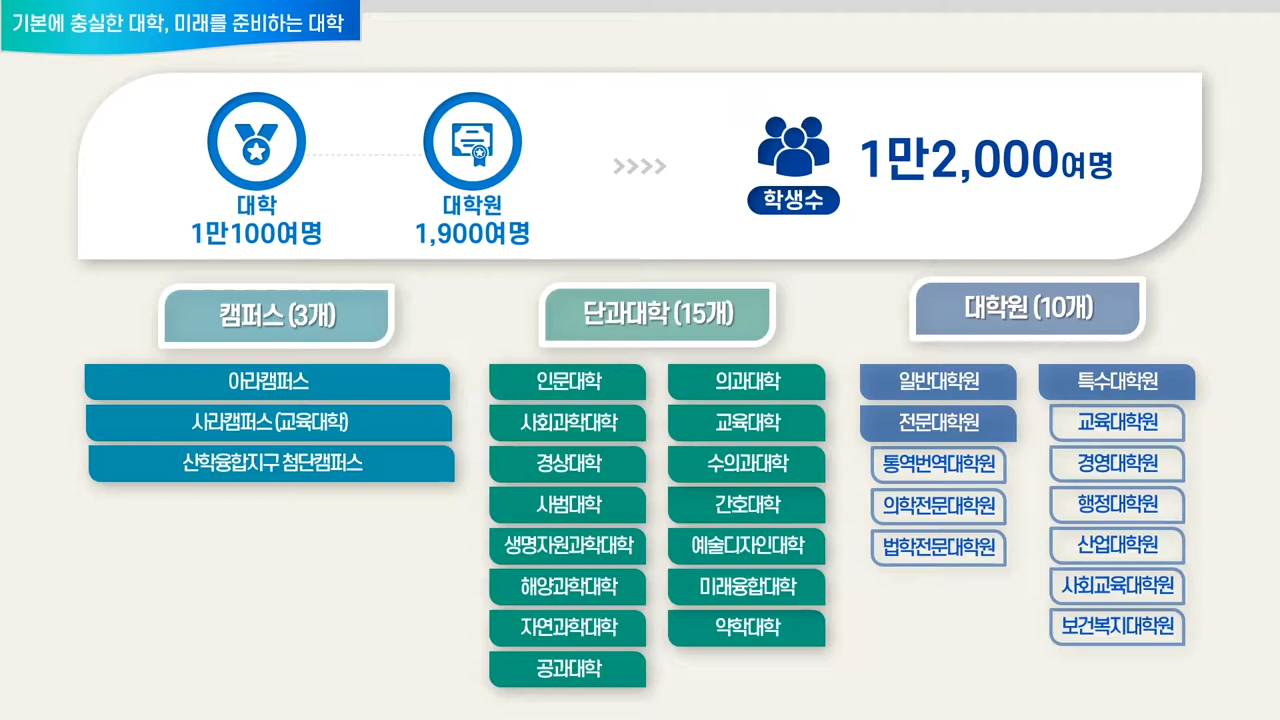 기본에 충실한 대학, 미래를 준비하는 대학
대학
1만100여명
대학원
1,900여명
학생수
1만2,000여명
캠퍼스 (3개)
아라캠퍼스
사라캠퍼스 (교육대학)
산학융합지구 첨단캠퍼스
단과대학 (15개)
인문대학
사회과학대학
경상대학
사범대학
생명자원과학대학
해양과학대학
자연과학대학
공과대학
의과대학
교육대학
수의과대학
간호대학
예술디자인대학
미래융합대학
약학대학
대학원 (10개)
일반대학원
전문대학원
통역번역대학원
의학전문대학원
법학전문대학원
특수대학원
교육대학원
경영대학원
행정대학원
산업대학원
사회교육대학원
보건복지대학원